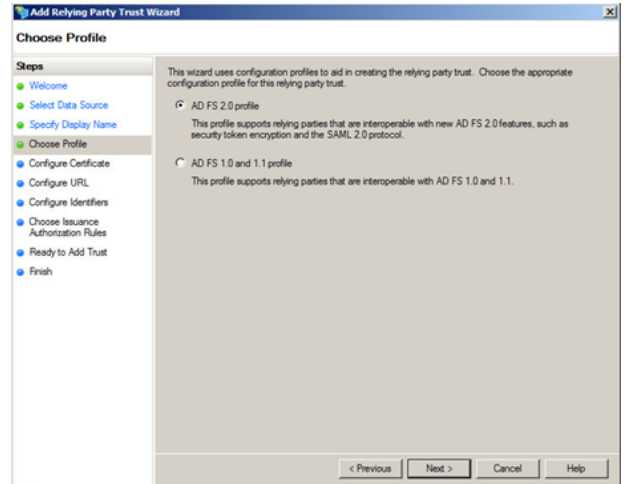 Add Relying Party Trust Wizard
Choose Profile
Steps
Welcome
Select Data Source
Specify Display Name
Choose Profile
Configure Certificate
Configure URL
Configure Identifiers
Choose Issuance
Authorization Rules
Ready to Add Trust
Finish
This wizard uses configuration profiles to aid in creating the relying party trust. Choose the appropriate
configuration profile for this relying party trust.
AD FS 2.0 profile
This profile supports relying parties that are interoperable with new AD FS 2.0 features, such as
security token encryption and the SAML 2.0 protocol.
AD FS 1.0 and 1.1 profile
This profile supports relying parties that are interoperable with AD FS 1.0 and 1.1.
< Previous
Next >
Cancel
Help